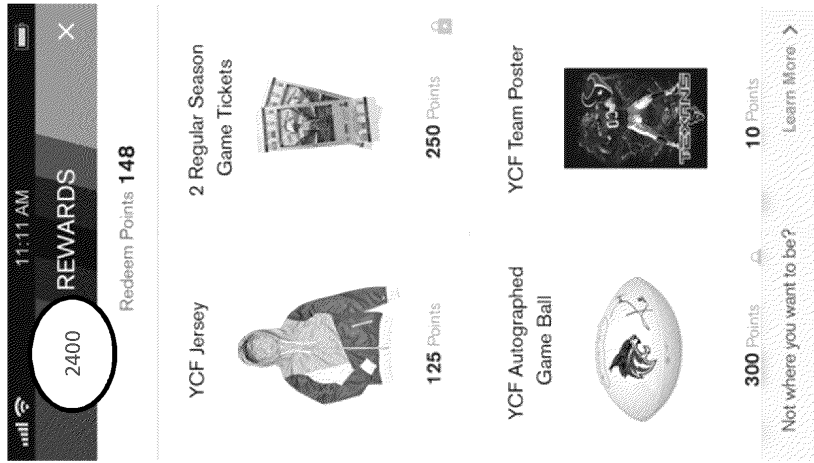 11:11 AM
2400
REWARDS
×
Redeem Points 148
YCF Jersey
125 Points
2 Regular Season
Game Tickets
250 Points
YCF Autographed
Game Ball
300 Points
YCF Team Poster
TEXANS
10 Points
Not where you want to be?
Learn More >